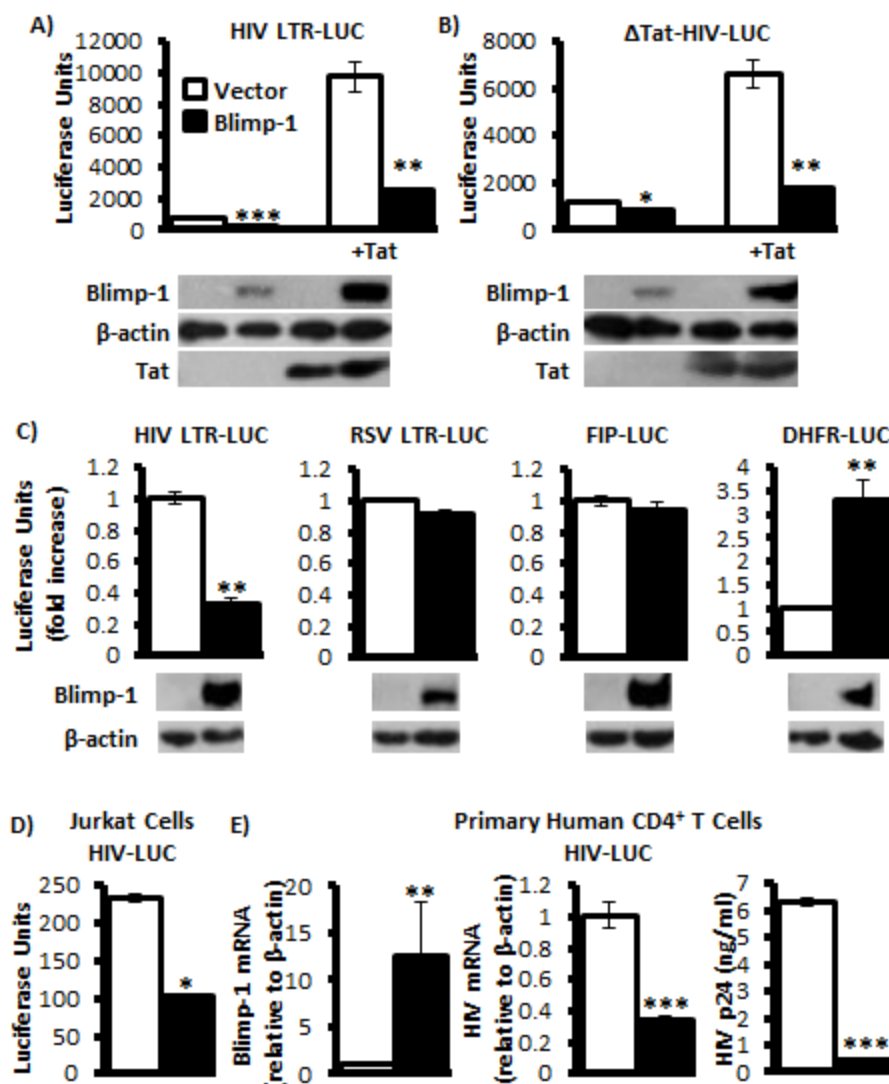 A) HIV LTR-LUC
Luciferase Units
12000
10000
8000
6000
4000
2000
0
Vector
Blimp-1
***
**
+Tat
Blimp-1
β-actin
Tat
B) ΔTat-HIV-LUC
Luciferase Units
8000
6000
4000
2000
0
*
**
+Tat
Blimp-1
β-actin
Tat
C) HIV LTR-LUC
Luciferase Units
(fold increase)
1.2
1
0.8
0.6
0.4
0.2
0
**
RSV LTR-LUC
1.2
1
0.8
0.6
0.4
0.2
0
FIP-LUC
1.2
1
0.8
0.6
0.4
0.2
0
DHFR-LUC
4
3.5
3
2.5
2
1.5
1
0.5
0
**
Blimp-1
β-actin
D) Jurkat Cells
HIV-LUC
Luciferase Units
250
200
150
100
50
0
*
E) Primary Human CD4⁺ T Cells
Blimp-1 mRNA
(relative to β-actin)
20
15
10
5
0
**
HIV-LUC
HIV mRNA
(relative to β-actin)
1.2
1
0.8
0.6
0.4
0.2
0
***
HIV p24 (ng/ml)
7
6
5
4
3
2
1
0
***